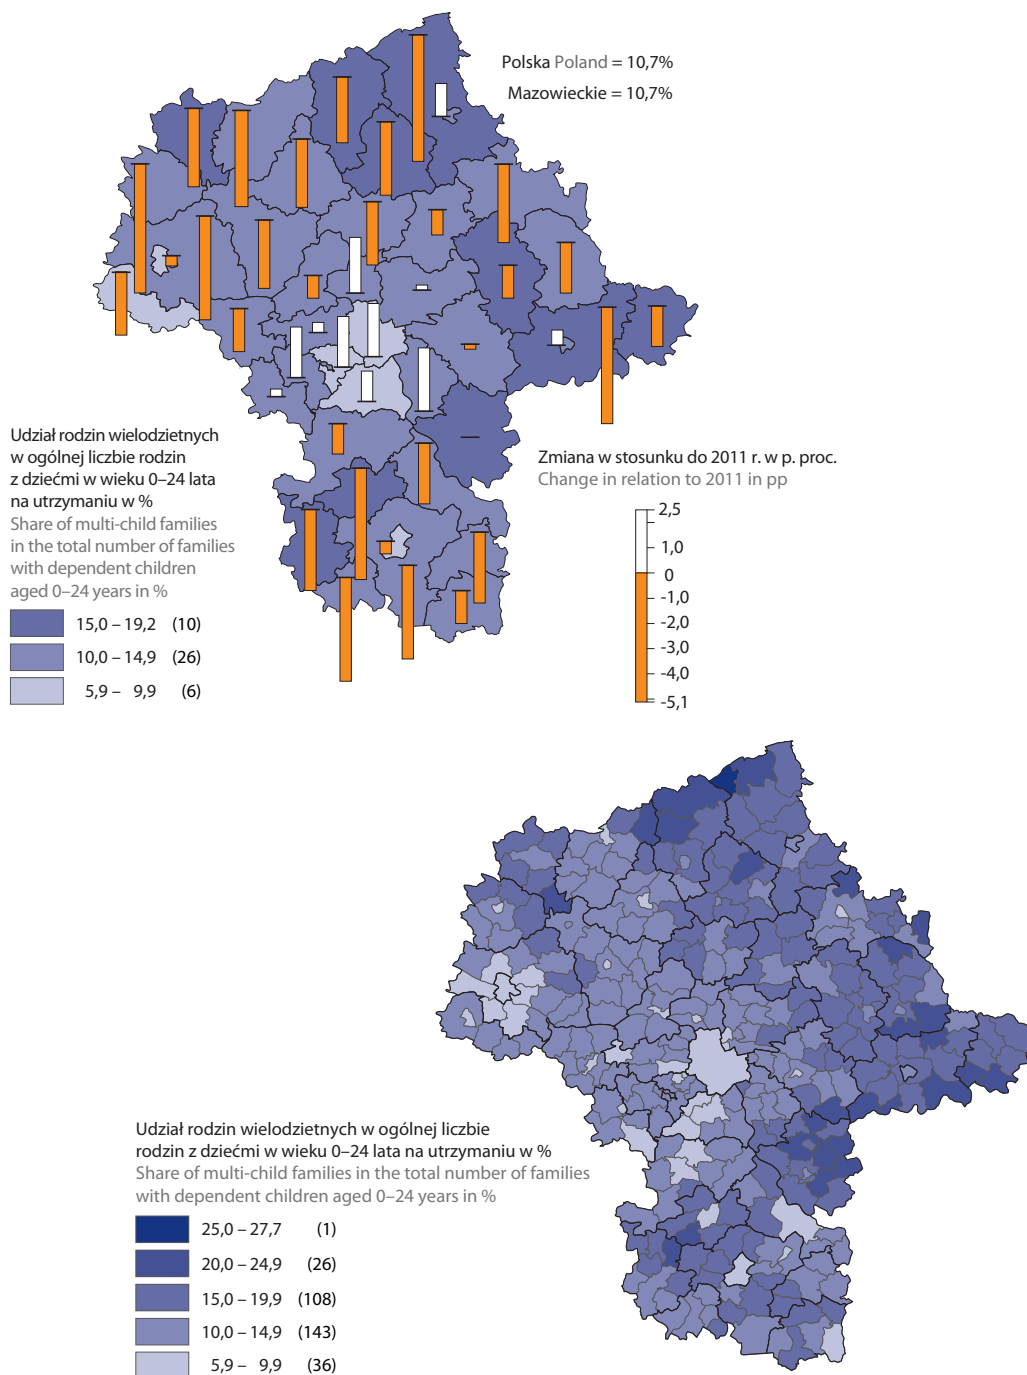 Polska Poland = 10,7%
Mazowieckie = 10,7%
Udział rodzin wielodzietnych
w ogólnej liczbie rodzin
z dziećmi w wieku 0–24 lata
na utrzymaniu w %
Share of multi-child families
in the total number of families
with dependent children
aged 0–24 years in %
15,0 – 19,2 (10)
10,0 – 14,9 (26)
5,9 – 9,9 (6)
Zmiana w stosunku do 2011 r. w p. proc.
Change in relation to 2011 in pp
2,5
1,0
0
-1,0
-2,0
-3,0
-4,0
-5,1
Udział rodzin wielodzietnych w ogólnej liczbie
rodzin z dziećmi w wieku 0–24 lata na utrzymaniu w %
Share of multi-child families in the total number of families
with dependent children aged 0–24 years in %
25,0 – 27,7 (1)
20,0 – 24,9 (26)
15,0 – 19,9 (108)
10,0 – 14,9 (143)
5,9 – 9,9 (36)